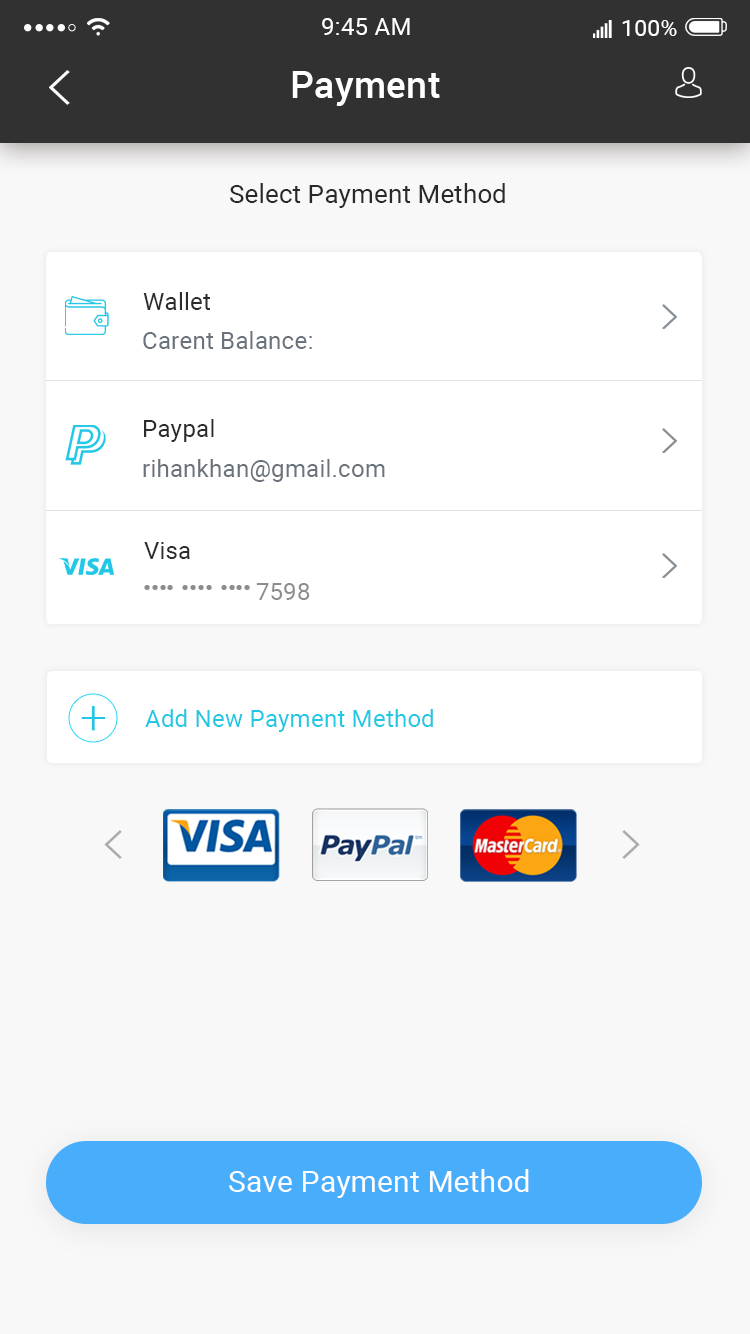 9:45 AM
100%
Payment
Select Payment Method
Wallet
Carent Balance:
Paypal
rihankhan@gmail.com
VISA
Visa
•••• •••• •••• 7598
Add New Payment Method
VISA PayPal MasterCard
Save Payment Method